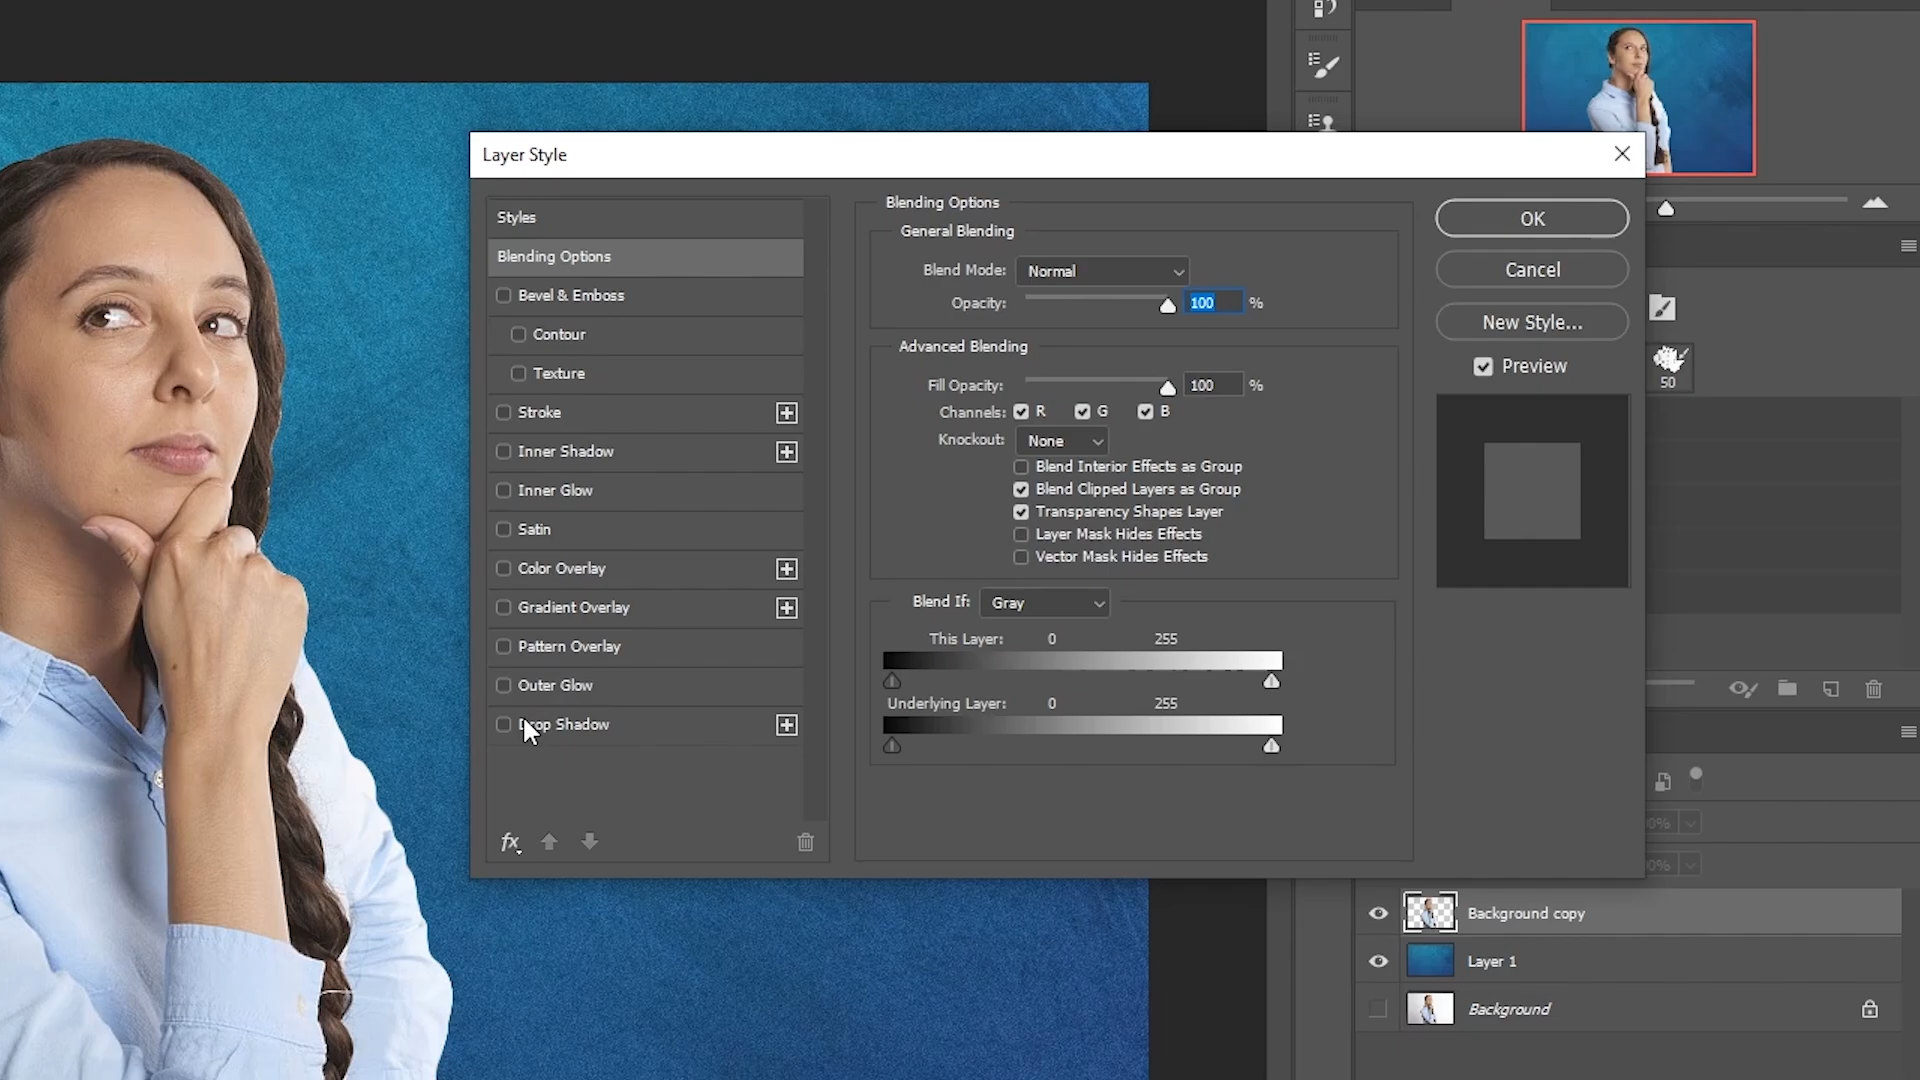 Layer Style
Styles
Blending Options
Bevel & Emboss
Contour
Texture
Stroke
Inner Shadow
Inner Glow
Satin
Color Overlay
Gradient Overlay
Pattern Overlay
Outer Glow
Drop Shadow
fx
Blending Options
General Blending
Blend Mode: Normal
Opacity: 100 %
Advanced Blending
Fill Opacity: 100 %
Channels: R G B
Knockout: None
Blend Interior Effects as Group
Blend Clipped Layers as Group
Transparency Shapes Layer
Layer Mask Hides Effects
Vector Mask Hides Effects
Blend If: Gray
This Layer: 0 255
Underlying Layer: 0 255
OK
Cancel
New Style...
Preview
50
Background copy
Layer 1
Background